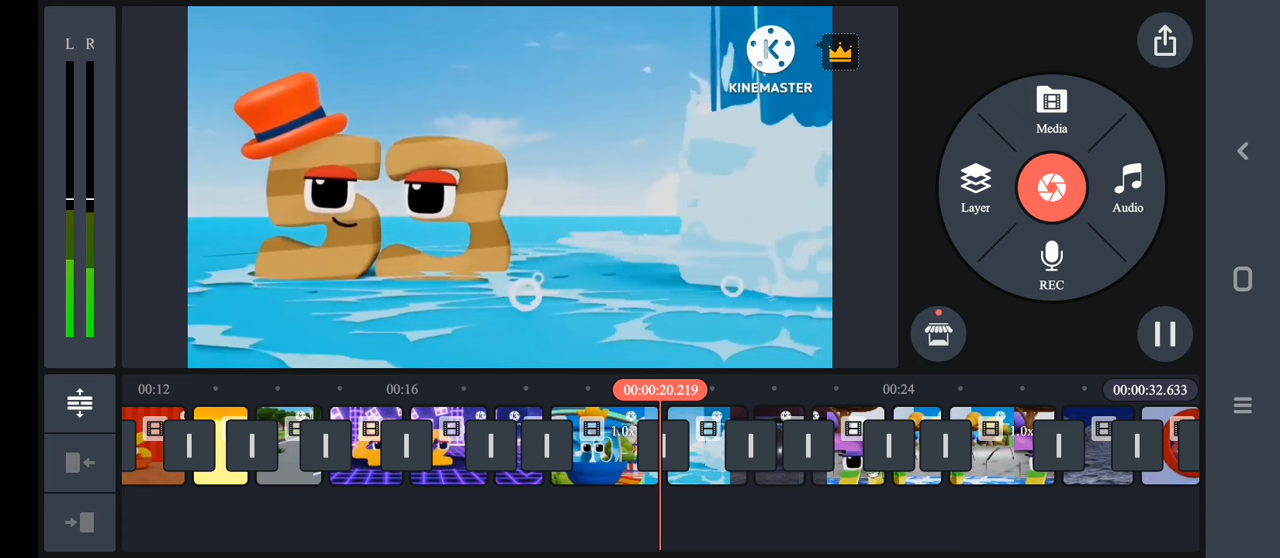 L R
KINEMASTER
Media
Layer
Audio
REC
00:12
00:16
00:00:20.219
00:24
00:00:32.633
1.0x
1.0x
53